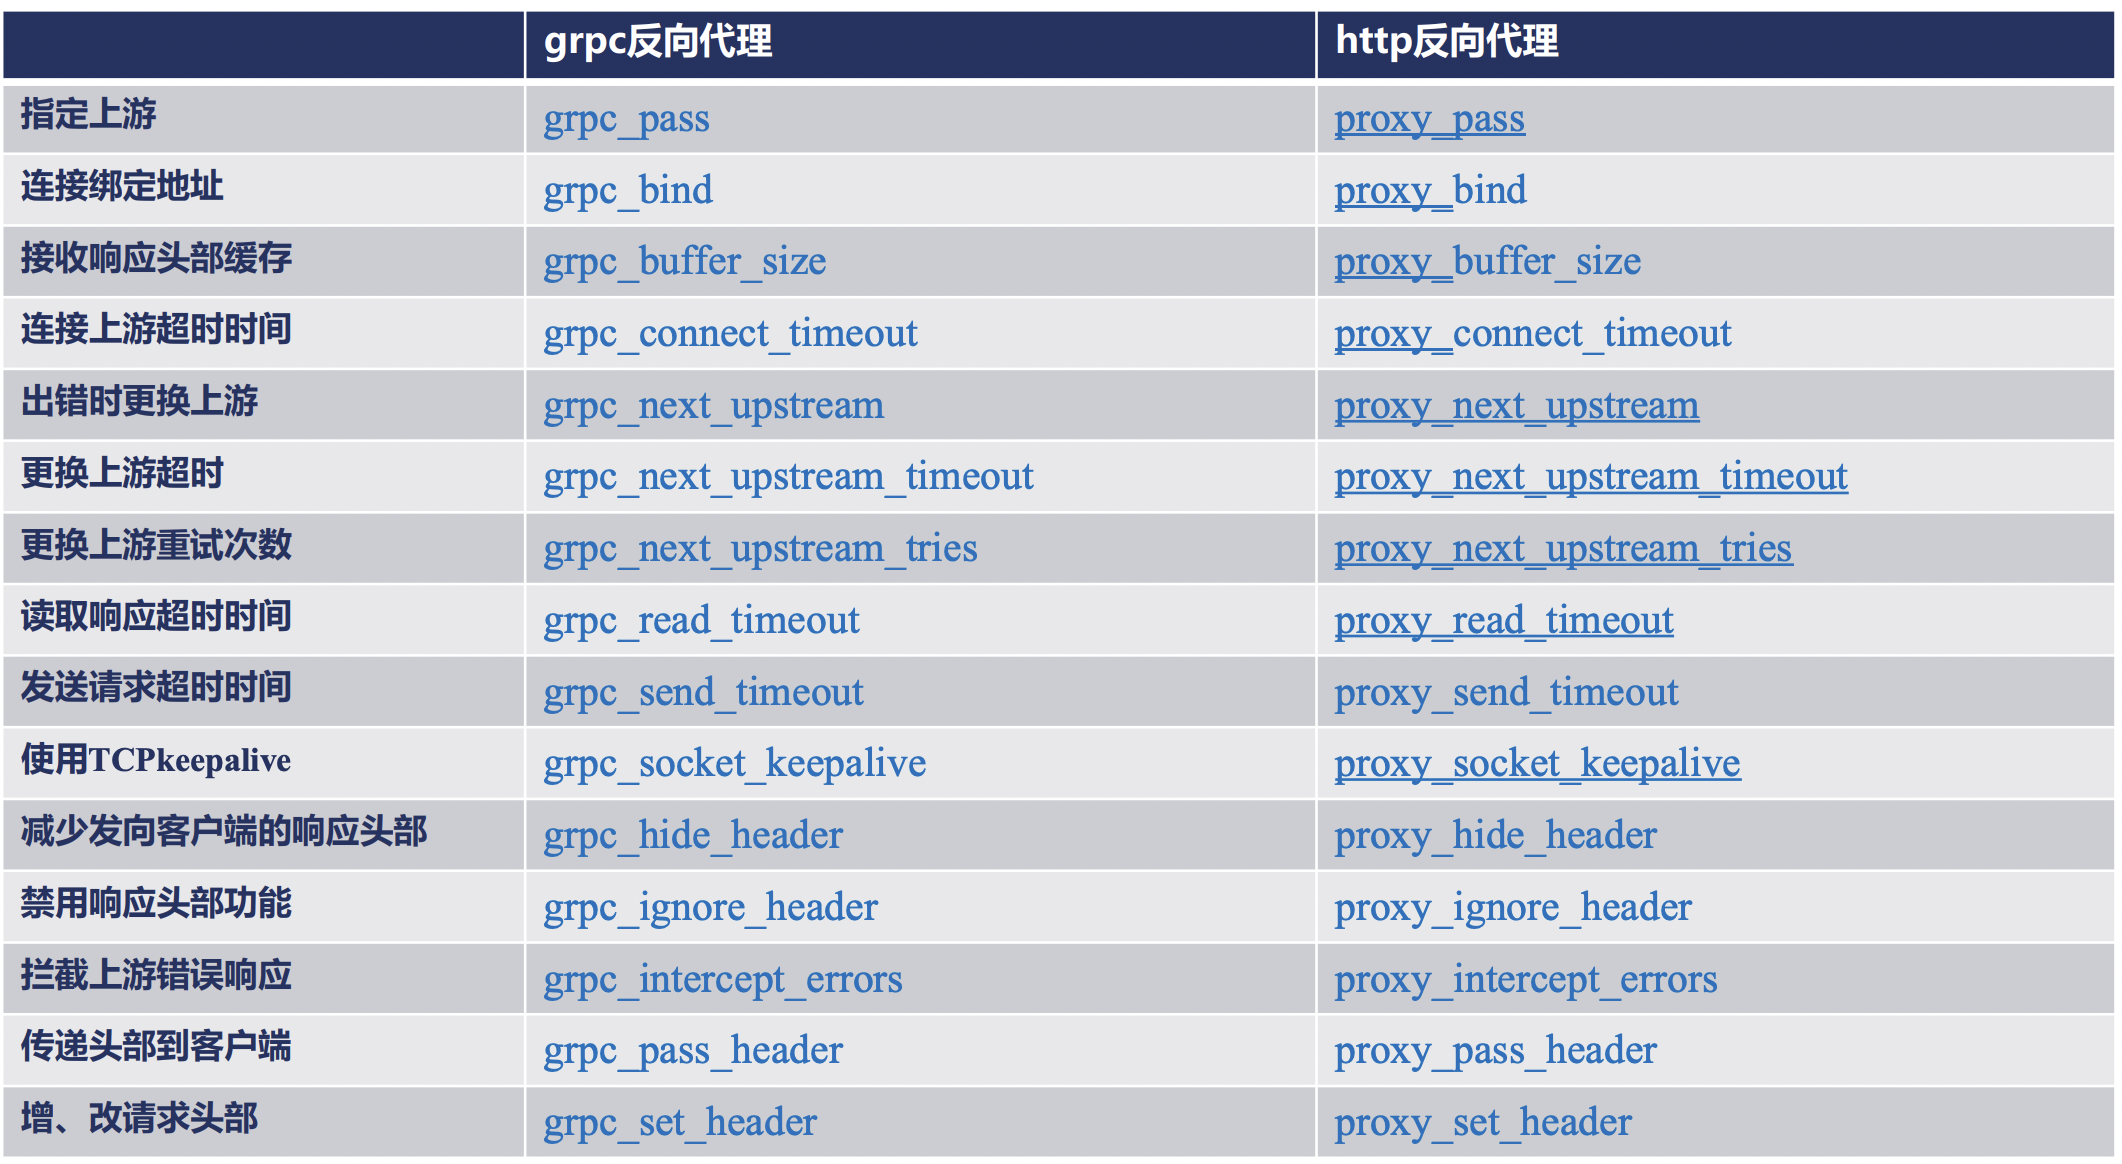 grpc反向代理 http反向代理
指定上游 grpc_pass proxy_pass
连接绑定地址 grpc_bind proxy_bind
接收响应头部缓存 grpc_buffer_size proxy_buffer_size
连接上游超时时间 grpc_connect_timeout proxy_connect_timeout
出错时更换上游 grpc_next_upstream proxy_next_upstream
更换上游超时 grpc_next_upstream_timeout proxy_next_upstream_timeout
更换上游重试次数 grpc_next_upstream_tries proxy_next_upstream_tries
读取响应超时时间 grpc_read_timeout proxy_read_timeout
发送请求超时时间 grpc_send_timeout proxy_send_timeout
使用TCPkeepalive grpc_socket_keepalive proxy_socket_keepalive
减少发向客户端的响应头部 grpc_hide_header proxy_hide_header
禁用响应头部功能 grpc_ignore_header proxy_ignore_header
拦截上游错误响应 grpc_intercept_errors proxy_intercept_errors
传递头部到客户端 grpc_pass_header proxy_pass_header
增、改请求头部 grpc_set_header proxy_set_header